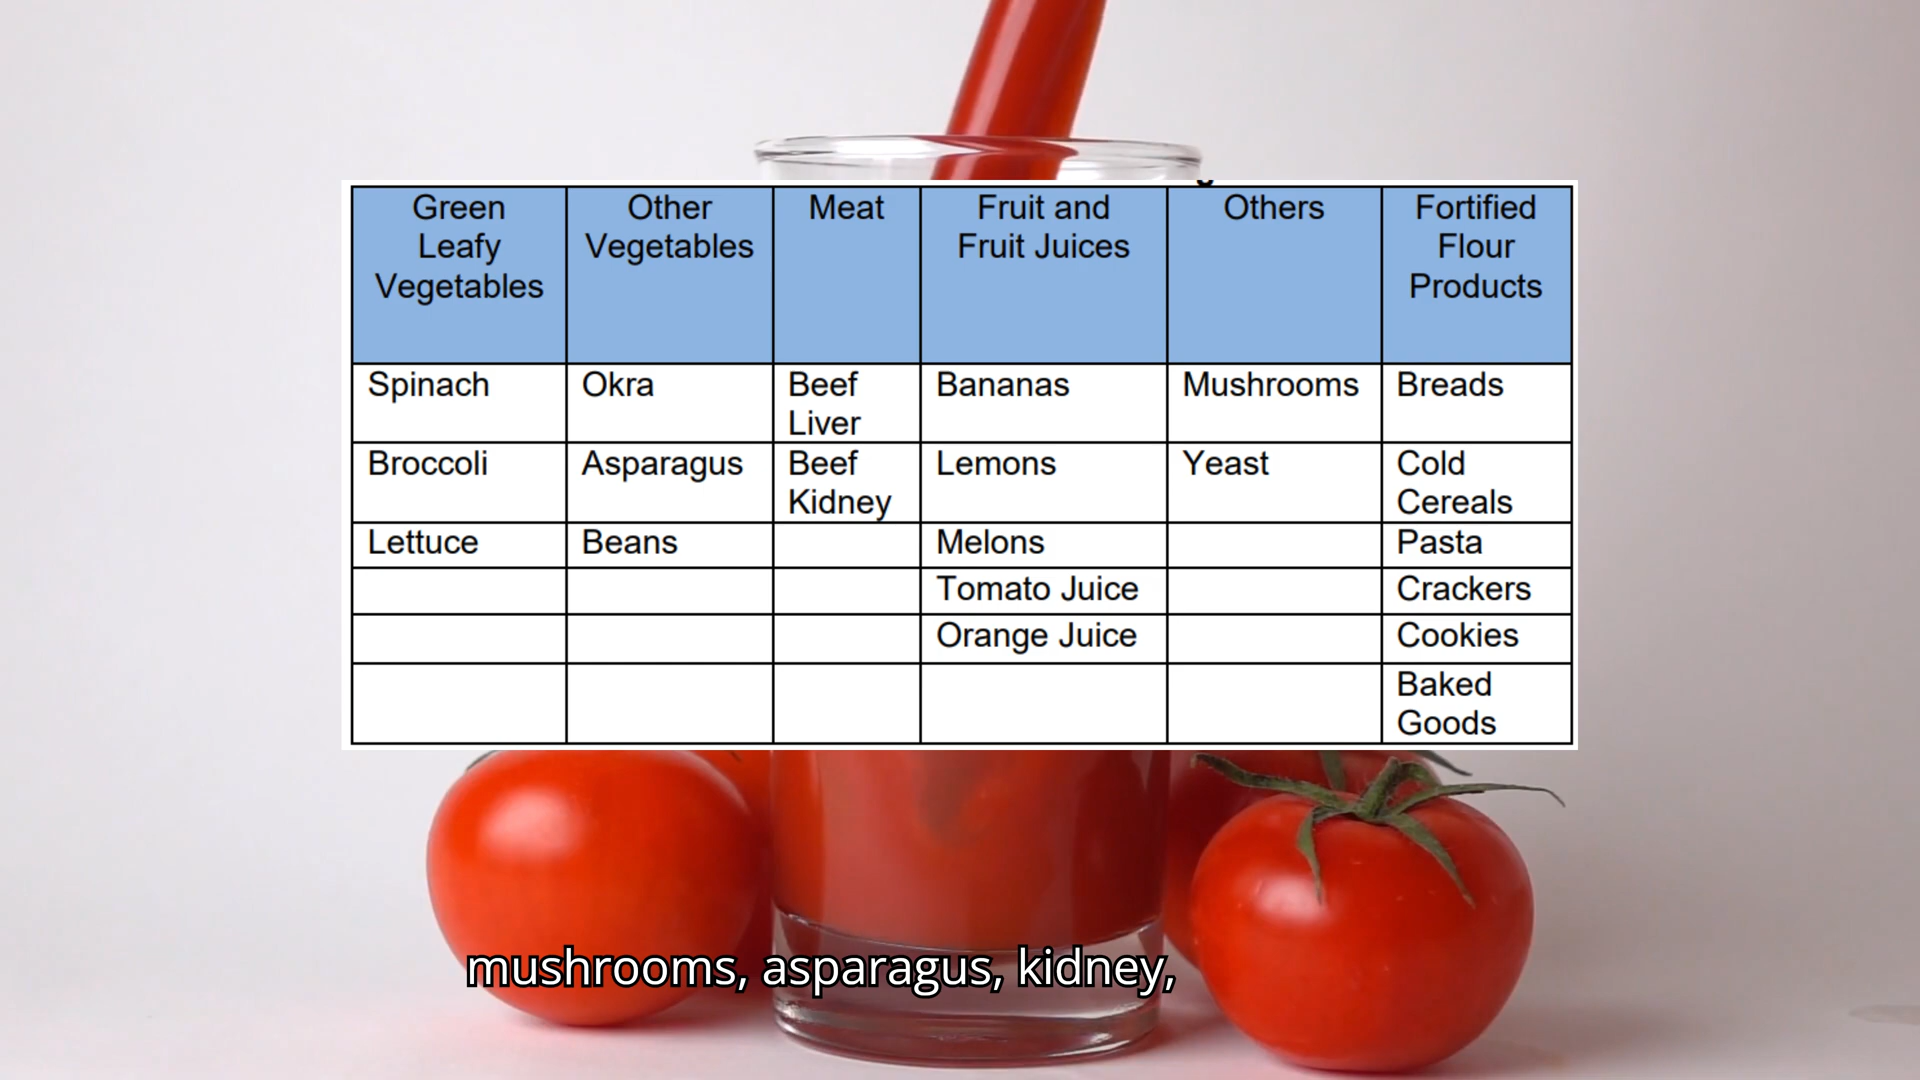 Green Leafy Vegetables | Other Vegetables | Meat | Fruit and Fruit Juices | Others | Fortified Flour Products
Spinach | Okra | Beef Liver | Bananas | Mushrooms | Breads
Broccoli | Asparagus | Beef Kidney | Lemons | Yeast | Cold Cereals
Lettuce | Beans | | Melons | | Pasta
| | | Tomato Juice | | Crackers
| | | Orange Juice | | Cookies
| | | | | Baked Goods
mushrooms, asparagus, kidney,